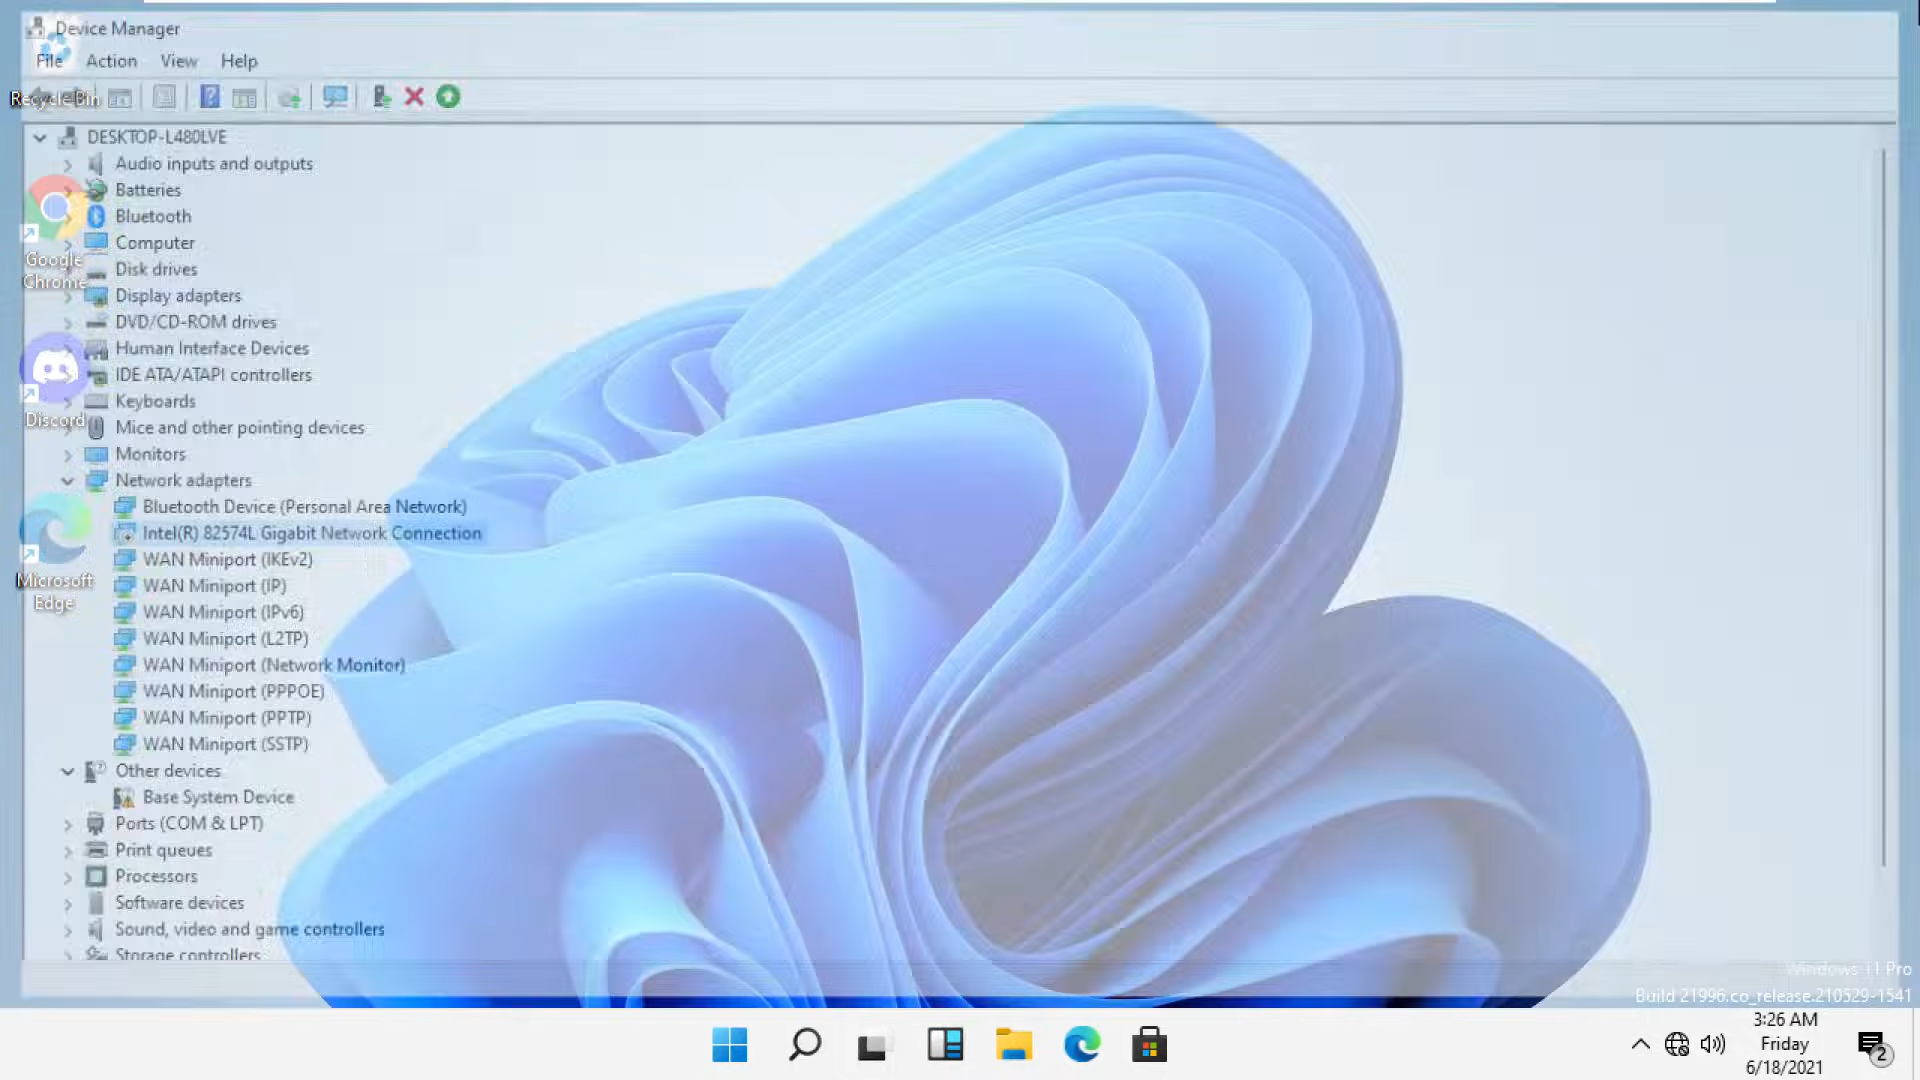 Device Manager
File Action View Help
Recycle Bin
DESKTOP-L480LVE
Audio inputs and outputs
Batteries
Bluetooth
Computer
Google
Chrome
Disk drives
Display adapters
DVD/CD-ROM drives
Human Interface Devices
IDE ATA/ATAPI controllers
Keyboards
Discord
Mice and other pointing devices
Monitors
Network adapters
Bluetooth Device (Personal Area Network)
Intel(R) 82574L Gigabit Network Connection
WAN Miniport (IKEv2)
Microsoft
Edge
WAN Miniport (IP)
WAN Miniport (IPv6)
WAN Miniport (L2TP)
WAN Miniport (Network Monitor)
WAN Miniport (PPPOE)
WAN Miniport (PPTP)
WAN Miniport (SSTP)
Other devices
Base System Device
Ports (COM & LPT)
Print queues
Processors
Software devices
Sound, video and game controllers
Storage controllers
Windows 11 Pro
Build 21996.co_release.210529-1541
3:26 AM
Friday
6/18/2021
2